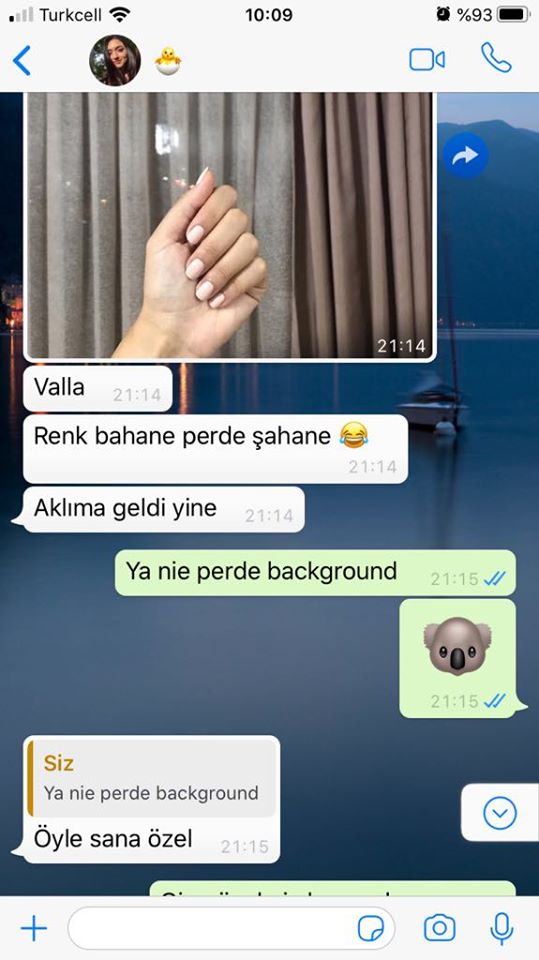 Turkcell 10:09 %93
21:14
Valla 21:14
Renk bahane perde şahane 😂
21:14
Aklıma geldi yine 21:14
Ya nie perde background 21:15
21:15
Siz
Ya nie perde background
Öyle sana özel 21:15